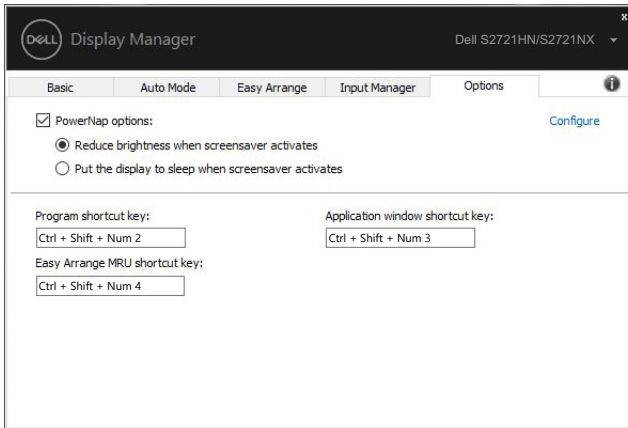 x
DELL Display Manager
Dell S2721HN/S2721NX
Basic Auto Mode Easy Arrange Input Manager Options i
PowerNap options: Configure
Reduce brightness when screensaver activates
Put the display to sleep when screensaver activates
Program shortcut key: Application window shortcut key:
Ctrl + Shift + Num 2 Ctrl + Shift + Num 3
Easy Arrange MRU shortcut key:
Ctrl + Shift + Num 4